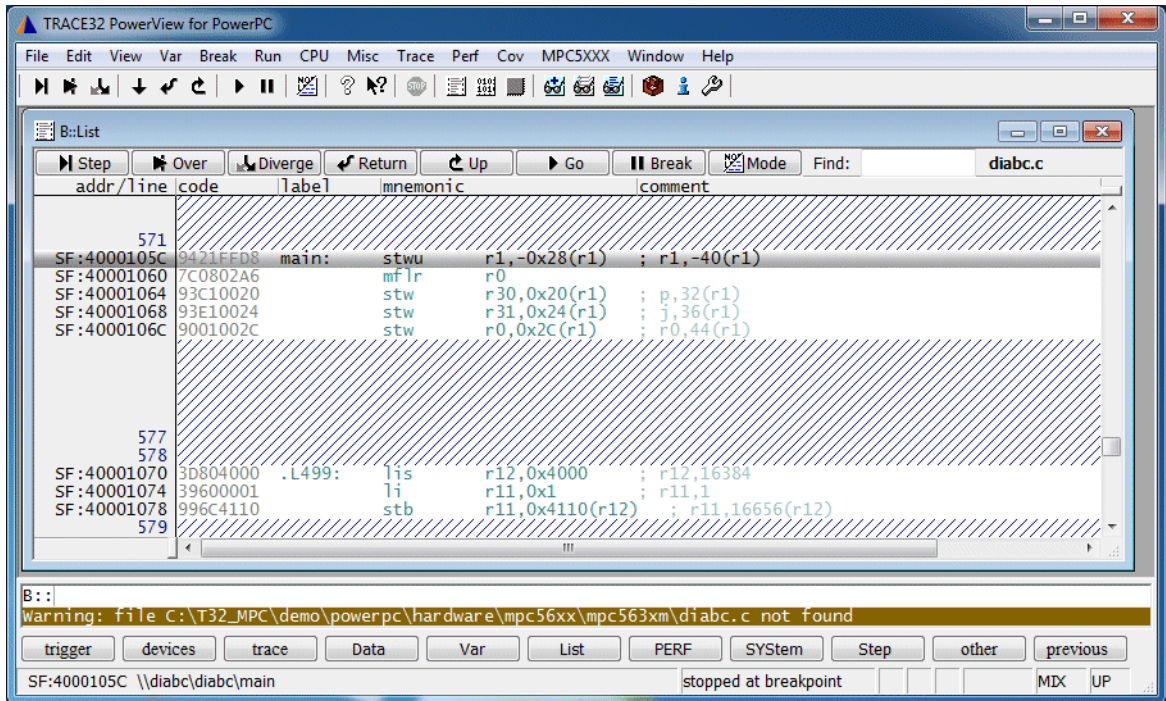 TRACE32 PowerView for PowerPC
File Edit View Var Break Run CPU Misc Trace Perf Cov MPC5XXX Window Help
B::List
Step Over Diverge Return Up Go Break Mode Find: diabc.c
addr/line code label mnemonic comment
571
SF:4000105C 9421FFD8 main: stwu r1,-0x28(r1) ; r1,-40(r1)
SF:40001060 7C0802A6 mflr r0
SF:40001064 93C10020 stw r30,0x20(r1) ; p,32(r1)
SF:40001068 93E10024 stw r31,0x24(r1) ; j,36(r1)
SF:4000106C 9001002C stw r0,0x2C(r1) ; r0,44(r1)
577
578
SF:40001070 3D804000 .L499: lis r12,0x4000 ; r12,16384
SF:40001074 39600001 li r11,0x1 ; r11,1
SF:40001078 996C4110 stb r11,0x4110(r12) ; r11,16656(r12)
579
B::
Warning: file C:\T32_MPC\demo\powerpc\hardware\mpc56xx\mpc563xm\diabc.c not found
trigger devices trace Data Var List PERF SYStem Step other previous
SF:4000105C \\diabc\diabc\main stopped at breakpoint MIX UP